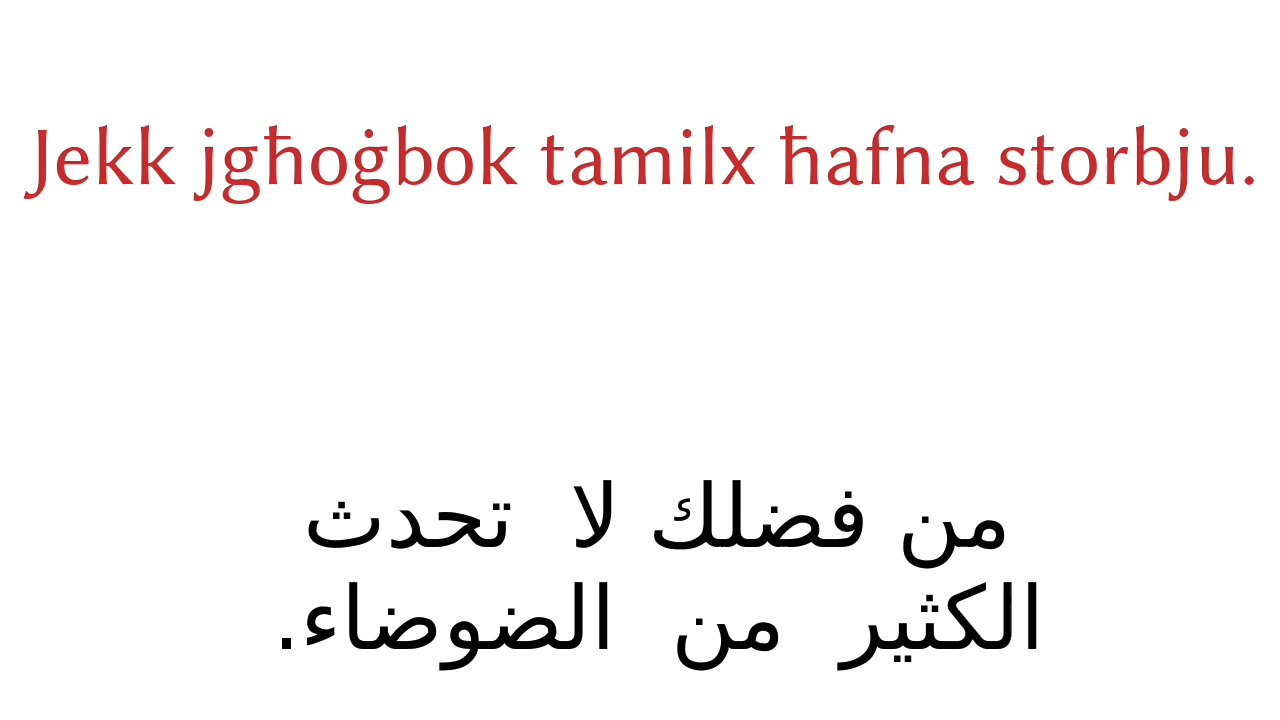 Jekk jgħoġbok tamilx ħafna storbju.
من فضلك لا تحدث
الكثير من الضوضاء.